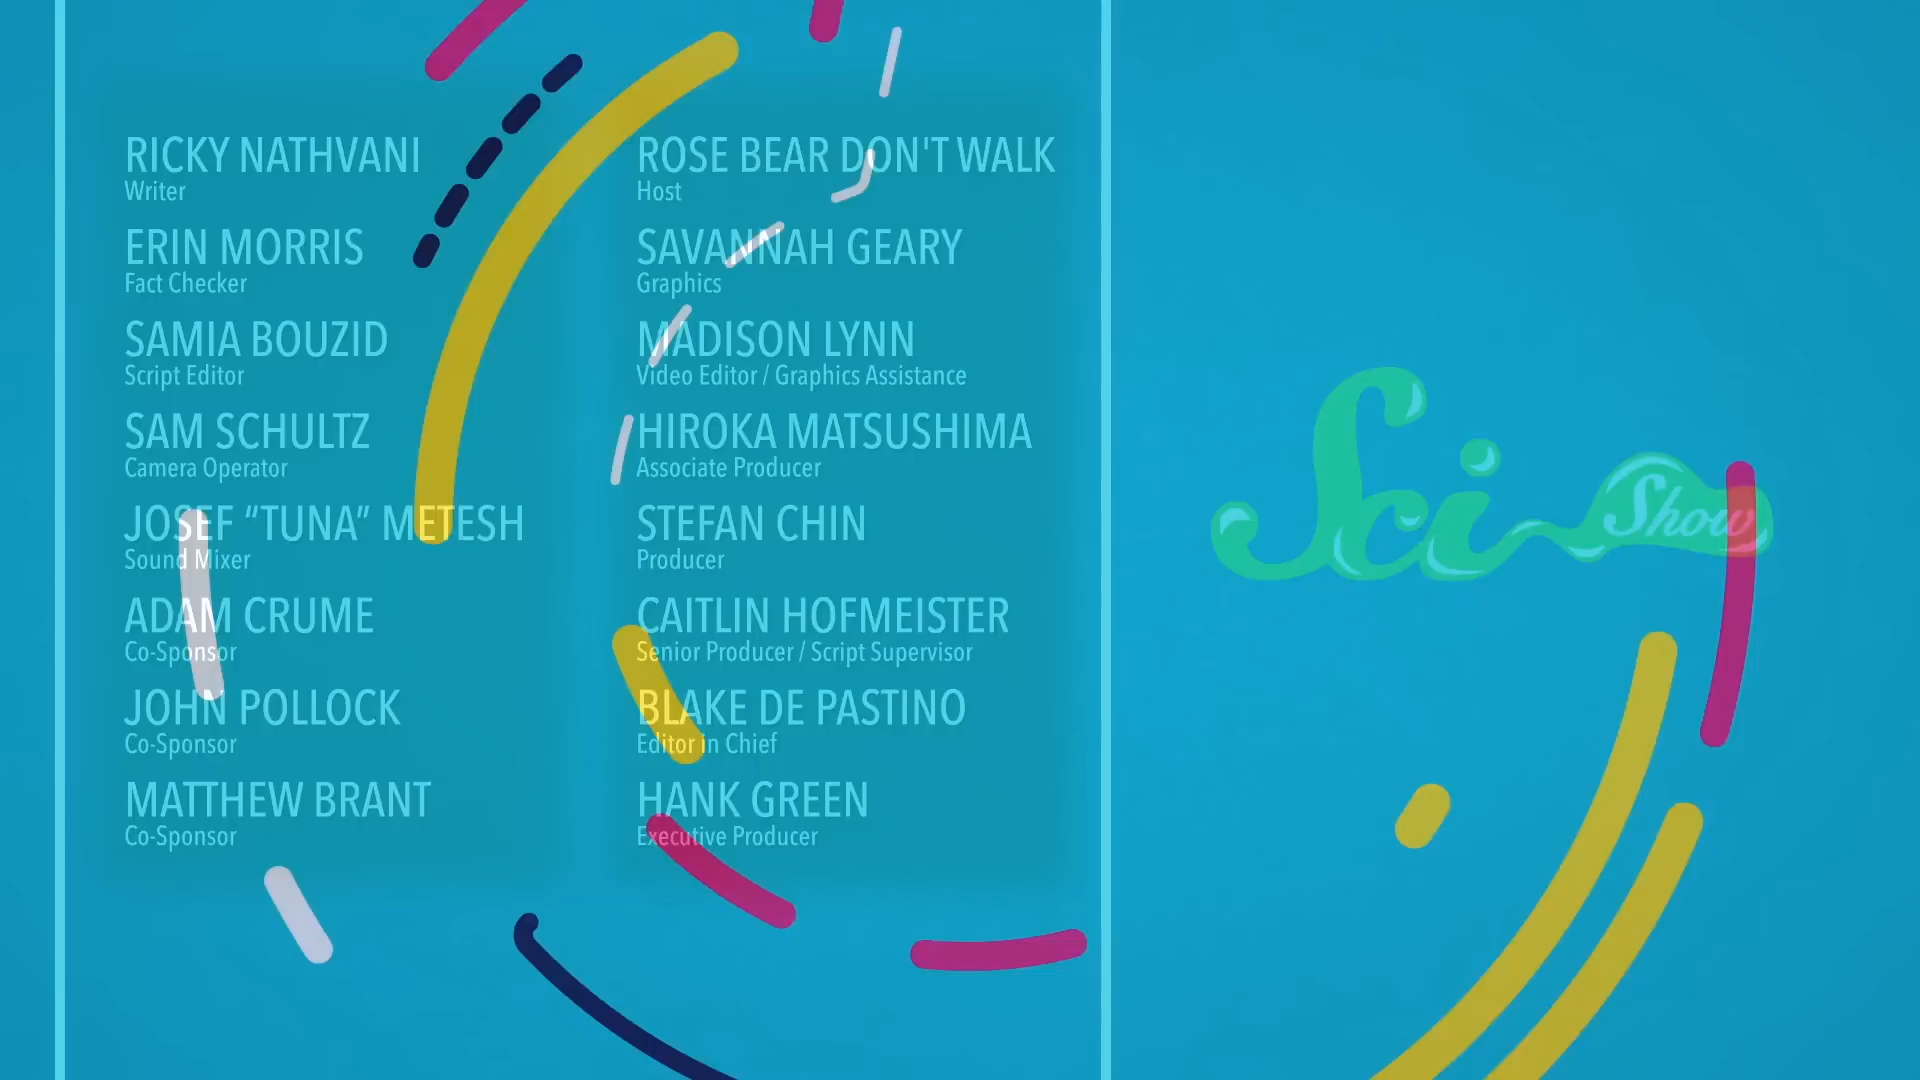 RICKY NATHVANI
Writer
ERIN MORRIS
Fact Checker
SAMIA BOUZID
Script Editor
SAM SCHULTZ
Camera Operator
JOSEF “TUNA” METESH
Sound Mixer
ADAM CRUME
Co-Sponsor
JOHN POLLOCK
Co-Sponsor
MATTHEW BRANT
Co-Sponsor
ROSE BEAR DON'T WALK
Host
SAVANNAH GEARY
Graphics
MADISON LYNN
Video Editor / Graphics Assistance
HIROKA MATSUSHIMA
Associate Producer
STEFAN CHIN
Producer
CAITLIN HOFMEISTER
Senior Producer / Script Supervisor
BLAKE DE PASTINO
Editor in Chief
HANK GREEN
Executive Producer
Sci Show